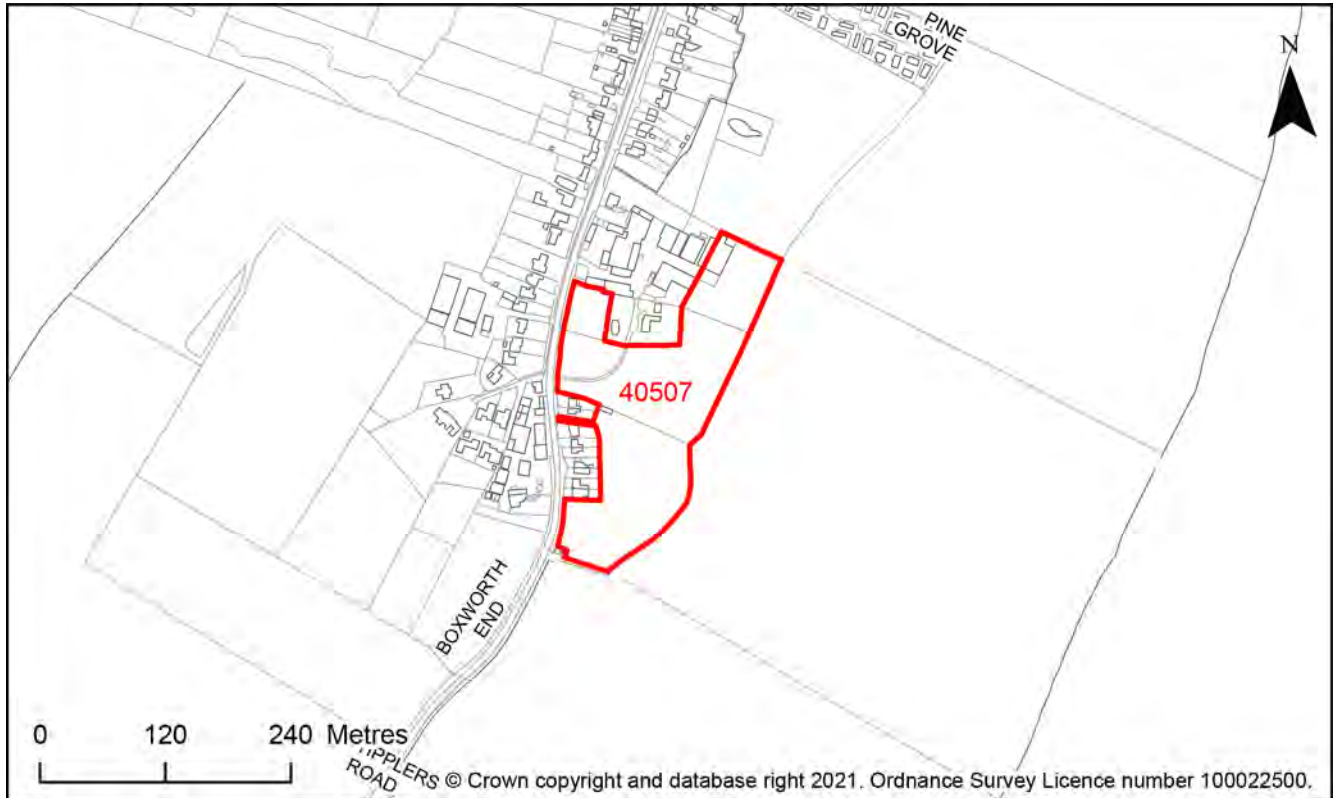 PINE
GROVE
N
40507
BOXWORTH
END
0 120 240 Metres
ROAD
© Crown copyright and database right 2021. Ordnance Survey Licence number 100022500.